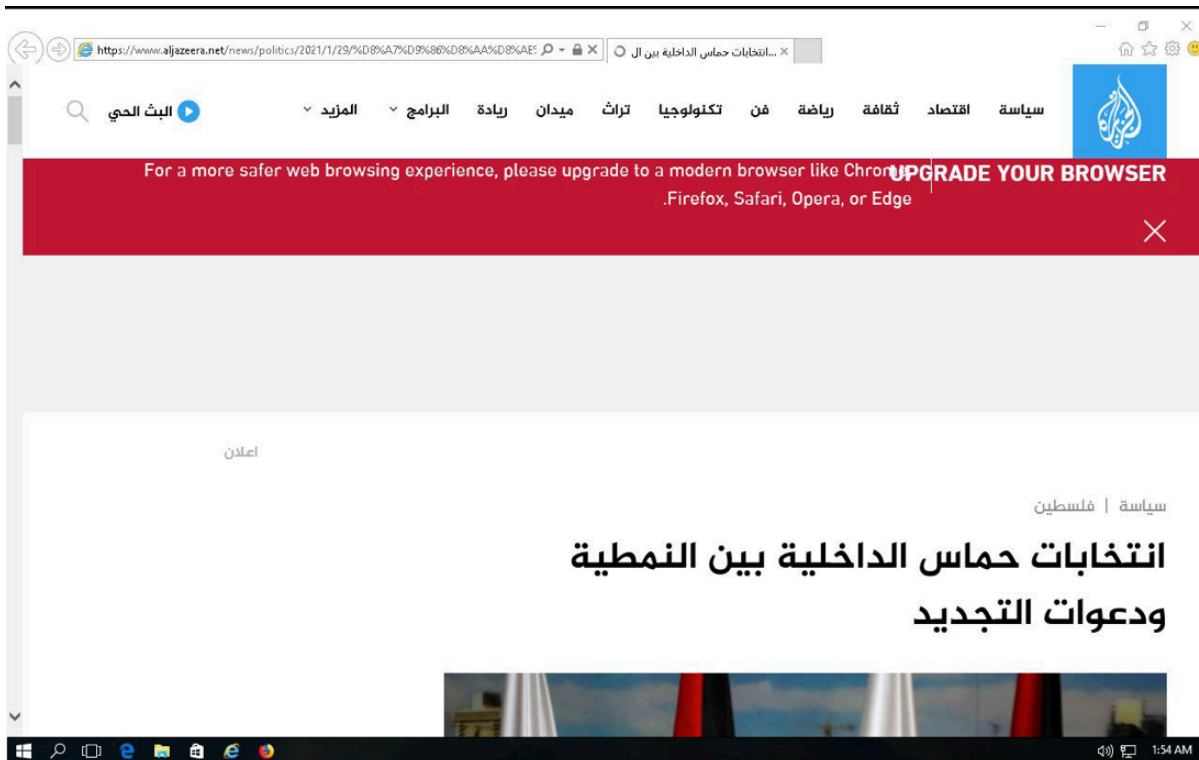 https://www.aljazeera.net/news/politics/2021/1/29/%D8%A7%D9%86%D8%AA%D8%AE
انتخابات حماس الداخلية بين ال...
سياسة اقتصاد ثقافة رياضة فن تكنولوجيا تراث ميدان ريادة البرامج المزيد البث الحي
الجزيرة
UPGRADE YOUR BROWSER
For a more safer web browsing experience, please upgrade to a modern browser like Chrome,
.Firefox, Safari, Opera, or Edge
اعلان
سياسة | فلسطين
انتخابات حماس الداخلية بين النمطية
ودعوات التجديد
1:54 AM